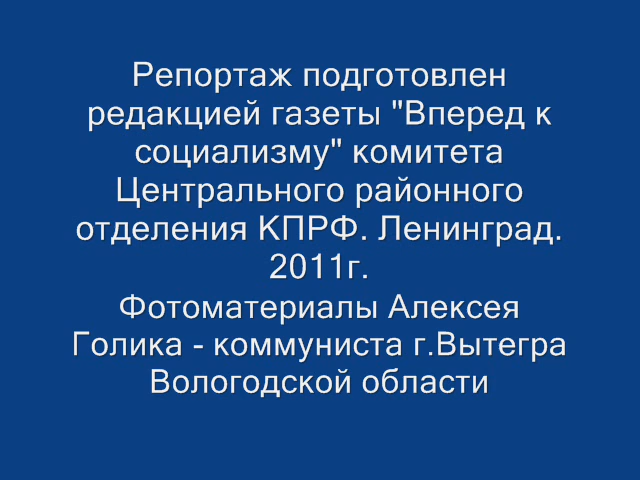 Репортаж подготовлен
редакцией газеты "Вперед к
социализму" комитета
Центрального районного
отделения КПРФ. Ленинград.
2011г.
Фотоматериалы Алексея
Голика - коммуниста г.Вытегра
Вологодской области